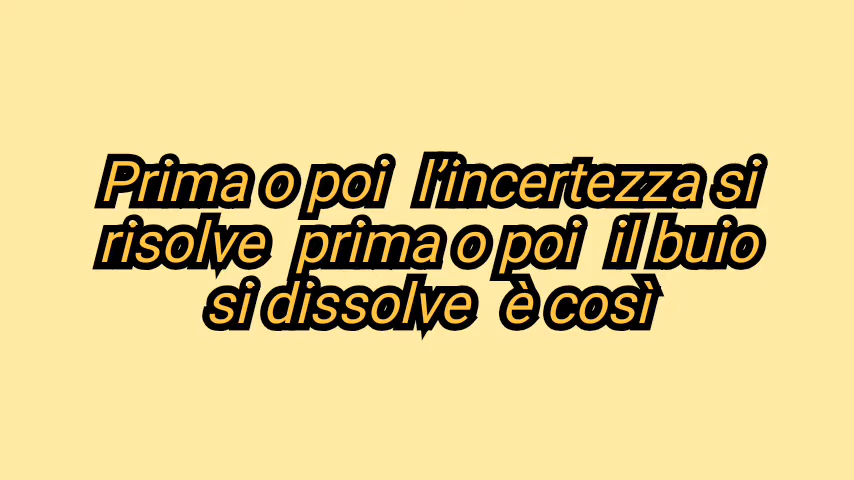 Prima o poi  l’incertezza si
risolve  prima o poi  il buio
si dissolve  è così